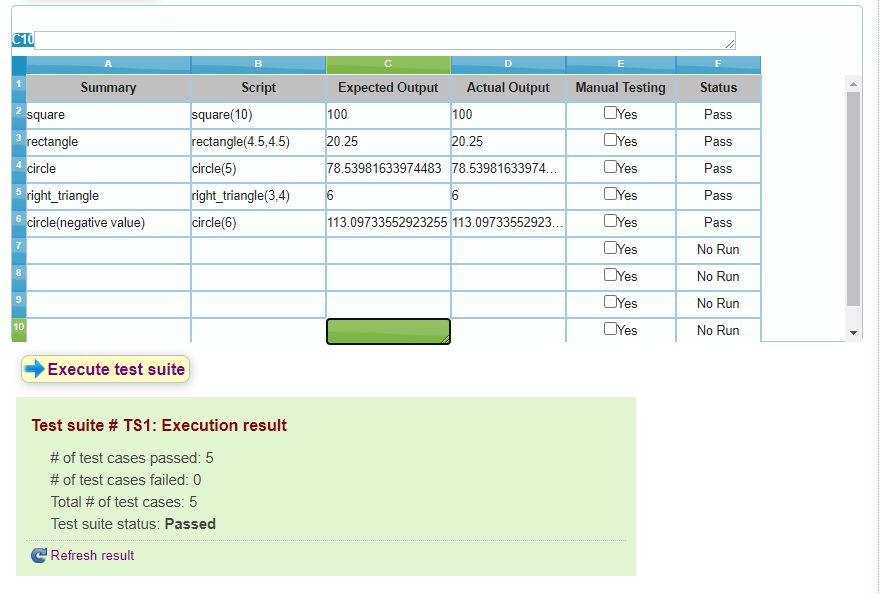 C10
A B C D E F
1 Summary Script Expected Output Actual Output Manual Testing Status
2 square square(10) 100 100 Yes Pass
3 rectangle rectangle(4.5,4.5) 20.25 20.25 Yes Pass
4 circle circle(5) 78.53981633974483 78.53981633974... Yes Pass
5 right_triangle right_triangle(3,4) 6 6 Yes Pass
6 circle(negative value) circle(6) 113.09733552923255 113.09733552923... Yes Pass
7 Yes No Run
8 Yes No Run
9 Yes No Run
10 Yes No Run
Execute test suite
Test suite # TS1: Execution result
# of test cases passed: 5
# of test cases failed: 0
Total # of test cases: 5
Test suite status: Passed
Refresh result